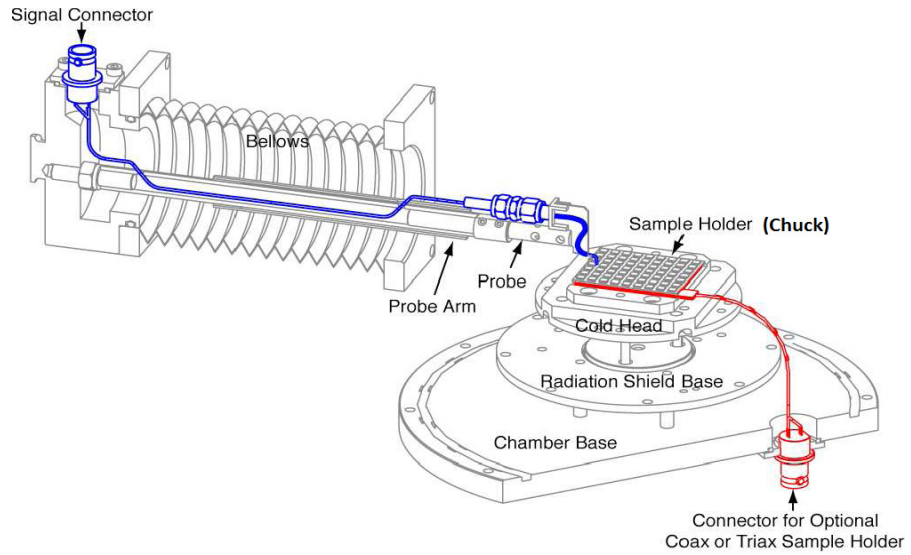 Signal Connector
Bellows
Sample Holder (Chuck)
Probe
Probe Arm
Cold Head
Radiation Shield Base
Chamber Base
Connector for Optional
Coax or Triax Sample Holder